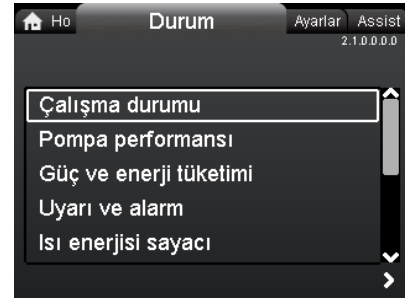 Ho Durum Ayarlar Assist
2.1.0.0.0.0
Çalışma durumu
Pompa performansı
Güç ve enerji tüketimi
Uyarı ve alarm
Isı enerjisi sayacı